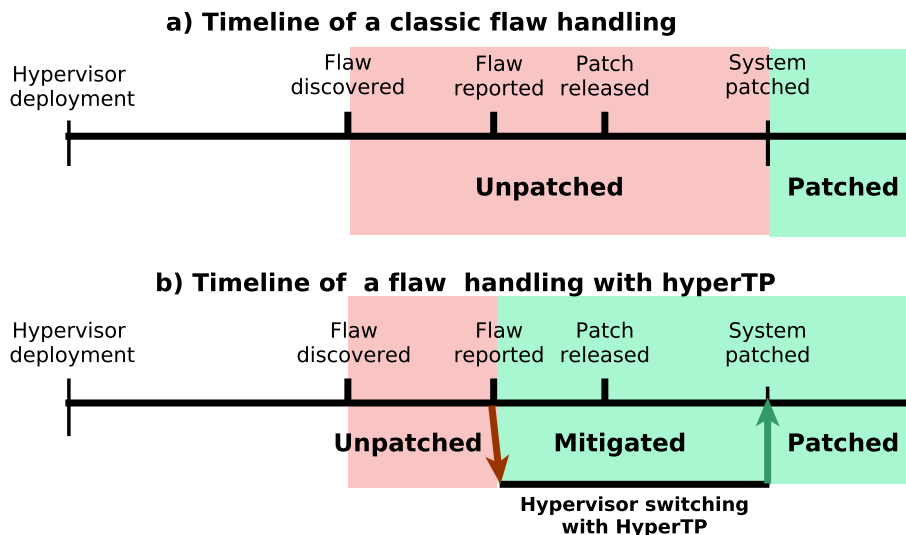 a) Timeline of a classic flaw handling
Hypervisor
deployment
Flaw
discovered
Flaw
reported
Patch
released
System
patched
Unpatched
Patched
b) Timeline of a flaw handling with hyperTP
Hypervisor
deployment
Flaw
discovered
Flaw
reported
Patch
released
System
patched
Unpatched
Mitigated
Patched
Hypervisor switching
with HyperTP